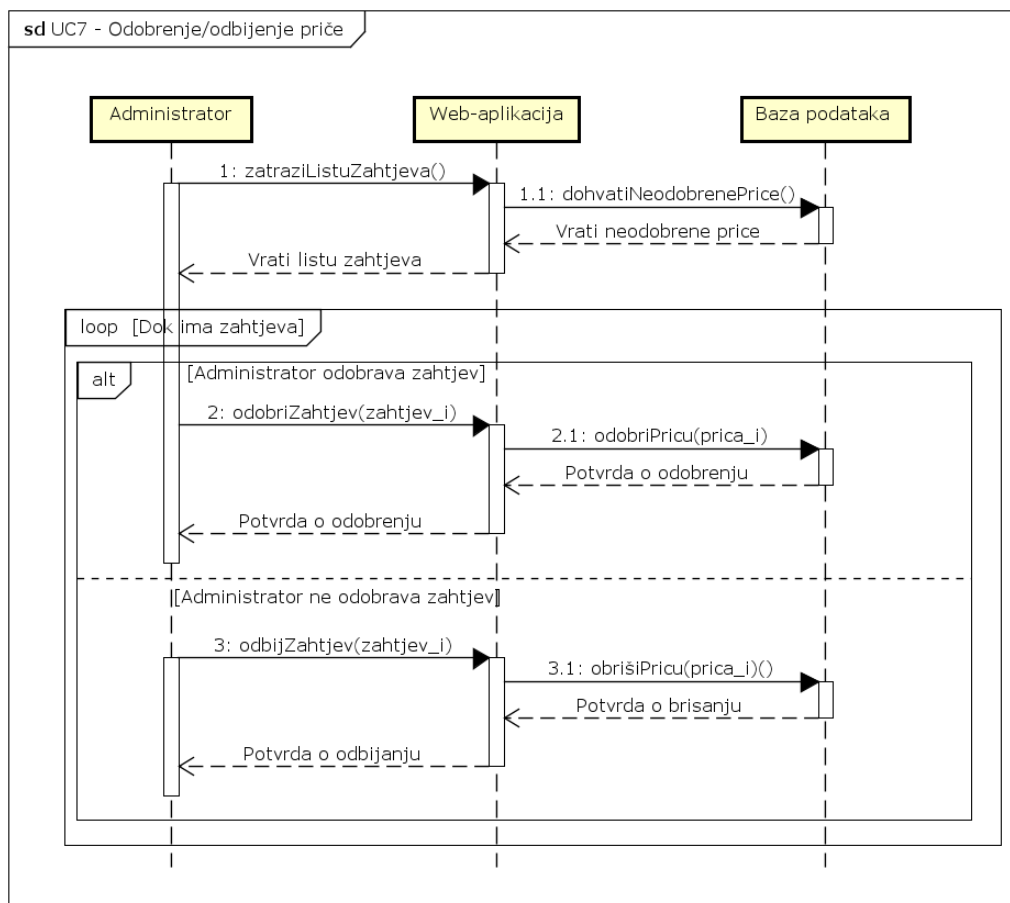 sd UC7 - Odobrenje/odbijenje priče
Administrator
Web-aplikacija
Baza podataka
1: zatraziListuZahtjeva()
1.1: dohvatiNeodobrenePrice()
Vrati neodobrene price
Vrati listu zahtjeva
loop [Dok ima zahtjeva]
alt
[Administrator odobrava zahtjev]
2: odobriZahtjev(zahtjev_i)
2.1: odobriPricu(prica_i)
Potvrda o odobrenju
Potvrda o odobrenju
[Administrator ne odobrava zahtjev]
3: odbijZahtjev(zahtjev_i)
3.1: obrišiPricu(prica_i)()
Potvrda o brisanju
Potvrda o odbijanju